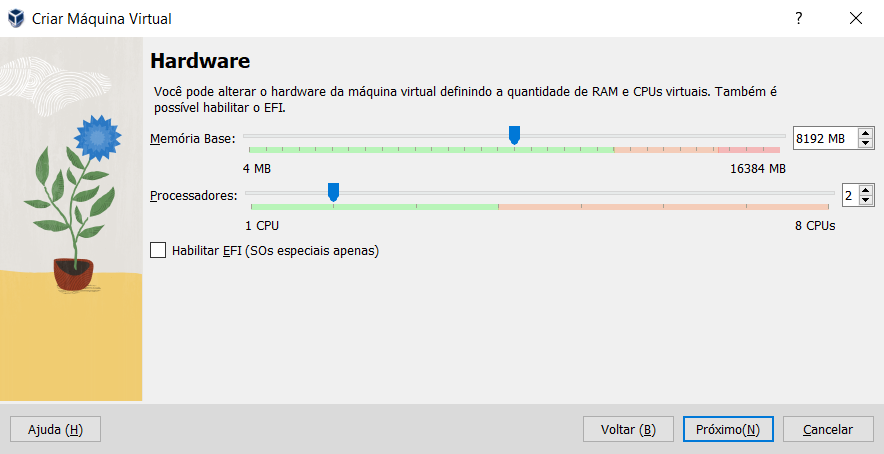 Criar Máquina Virtual
?
Hardware
Você pode alterar o hardware da máquina virtual definindo a quantidade de RAM e CPUs virtuais. Também é
possível habilitar o EFI.
Memória Base:
8192 MB
4 MB
16384 MB
Processadores:
2
1 CPU
8 CPUs
Habilitar EFI (SOs especiais apenas)
Ajuda (H)
Voltar (B)
Próximo(N)
Cancelar